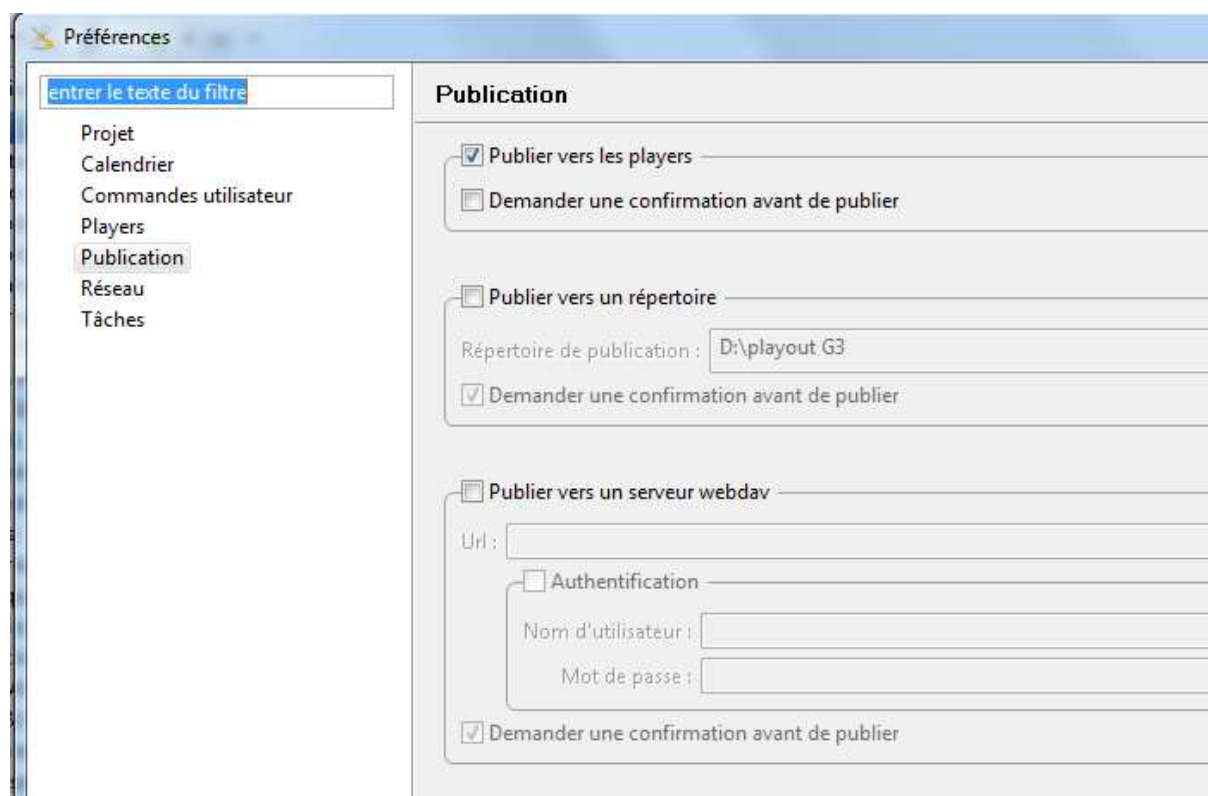 Préférences
entrer le texte du filtre
Projet
Calendrier
Commandes utilisateur
Players
Publication
Réseau
Tâches
Publication
Publier vers les players
Demander une confirmation avant de publier
Publier vers un répertoire
Répertoire de publication : D:\playout G3
Demander une confirmation avant de publier
Publier vers un serveur webdav
Url :
Authentification
Nom d'utilisateur :
Mot de passe :
Demander une confirmation avant de publier